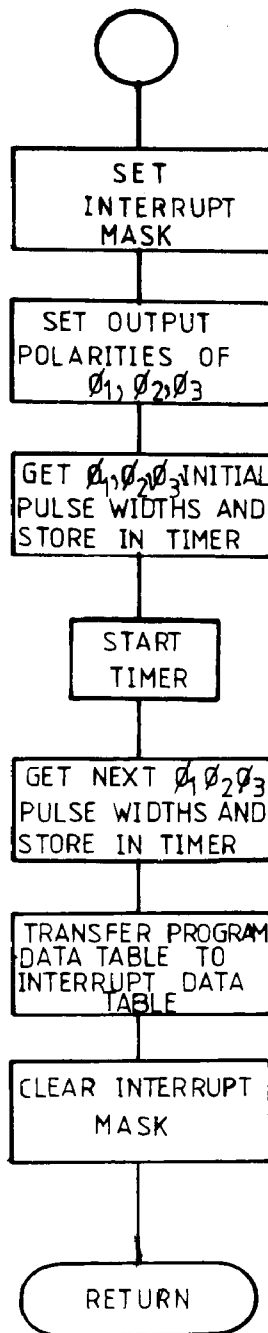 SET
INTERRUPT
MASK
SET OUTPUT
POLARITIES OF
Ø₁, Ø₂, Ø₃
GET Ø₁, Ø₂, Ø₃, INITIAL
PULSE WIDTHS AND
STORE IN TIMER
START
TIMER
GET NEXT Ø₁ Ø₂, Ø₃
PULSE WIDTHS AND
STORE IN TIMER
TRANSFER PROGRAM
DATA TABLE TO
INTERRUPT DATA
TABLE
CLEAR INTERRUPT
MASK
RETURN